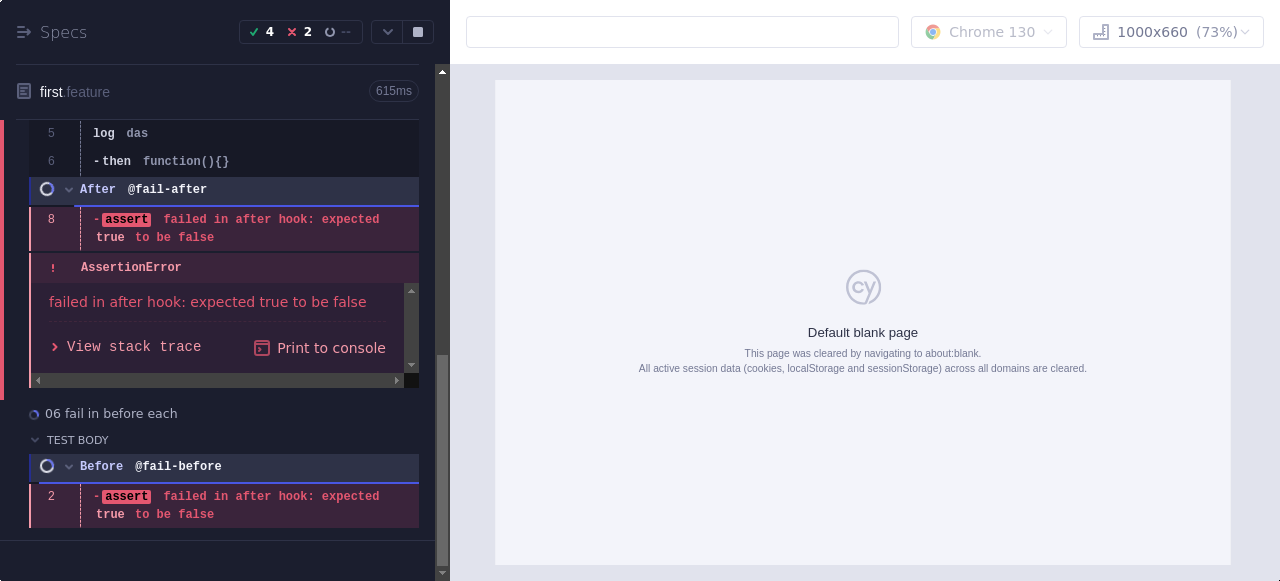 Specs
4
2
--
Chrome 130
1000x660 (73%)
first.feature
615ms
5 log das
6 -then function(){}
After @fail-after
8 -assert failed in after hook: expected
true to be false
! AssertionError
failed in after hook: expected true to be false
View stack trace
Print to console
06 fail in before each
TEST BODY
Before @fail-before
2 -assert failed in after hook: expected
true to be false
cy
Default blank page
This page was cleared by navigating to about:blank.
All active session data (cookies, localStorage and sessionStorage) across all domains are cleared.